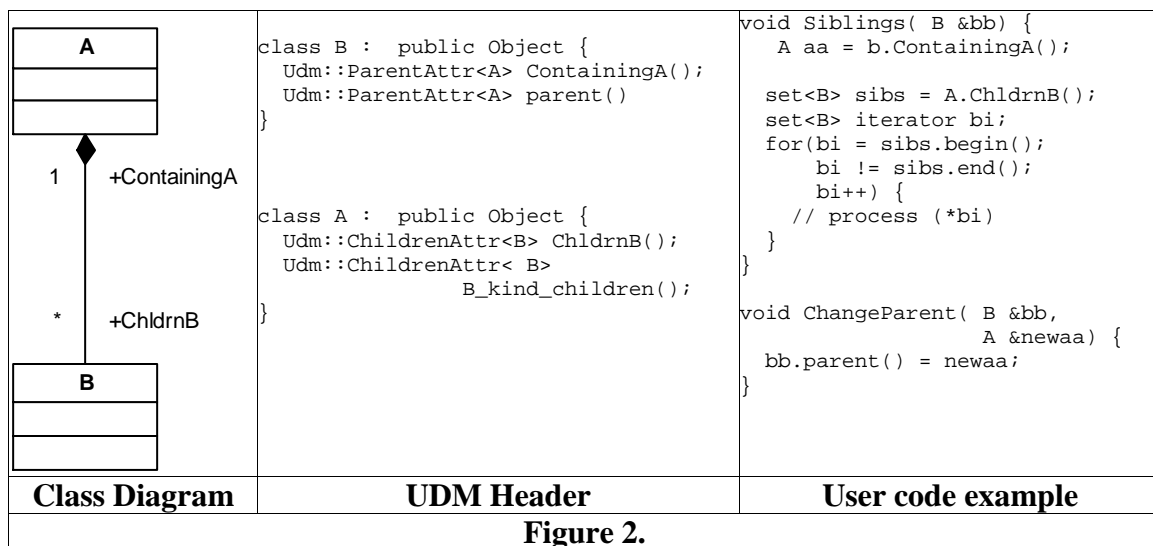 A
1
+ContainingA
*
+ChldrnB
B
class B :  public Object {
  Udm::ParentAttr<A> ContainingA();
  Udm::ParentAttr<A> parent()
}
class A :  public Object {
  Udm::ChildrenAttr<B> ChldrnB();
  Udm::ChildrenAttr< B>
                 B_kind_children();
}
void Siblings( B &bb) {
   A aa = b.ContainingA();
  set<B> sibs = A.ChldrnB();
  set<B> iterator bi;
  for(bi = sibs.begin();
      bi != sibs.end();
      bi++) {
    // process (*bi)
  }
}
void ChangeParent( B &bb,
                    A &newaa) {
  bb.parent() = newaa;
}
Class Diagram
UDM Header
User code example
Figure 2.